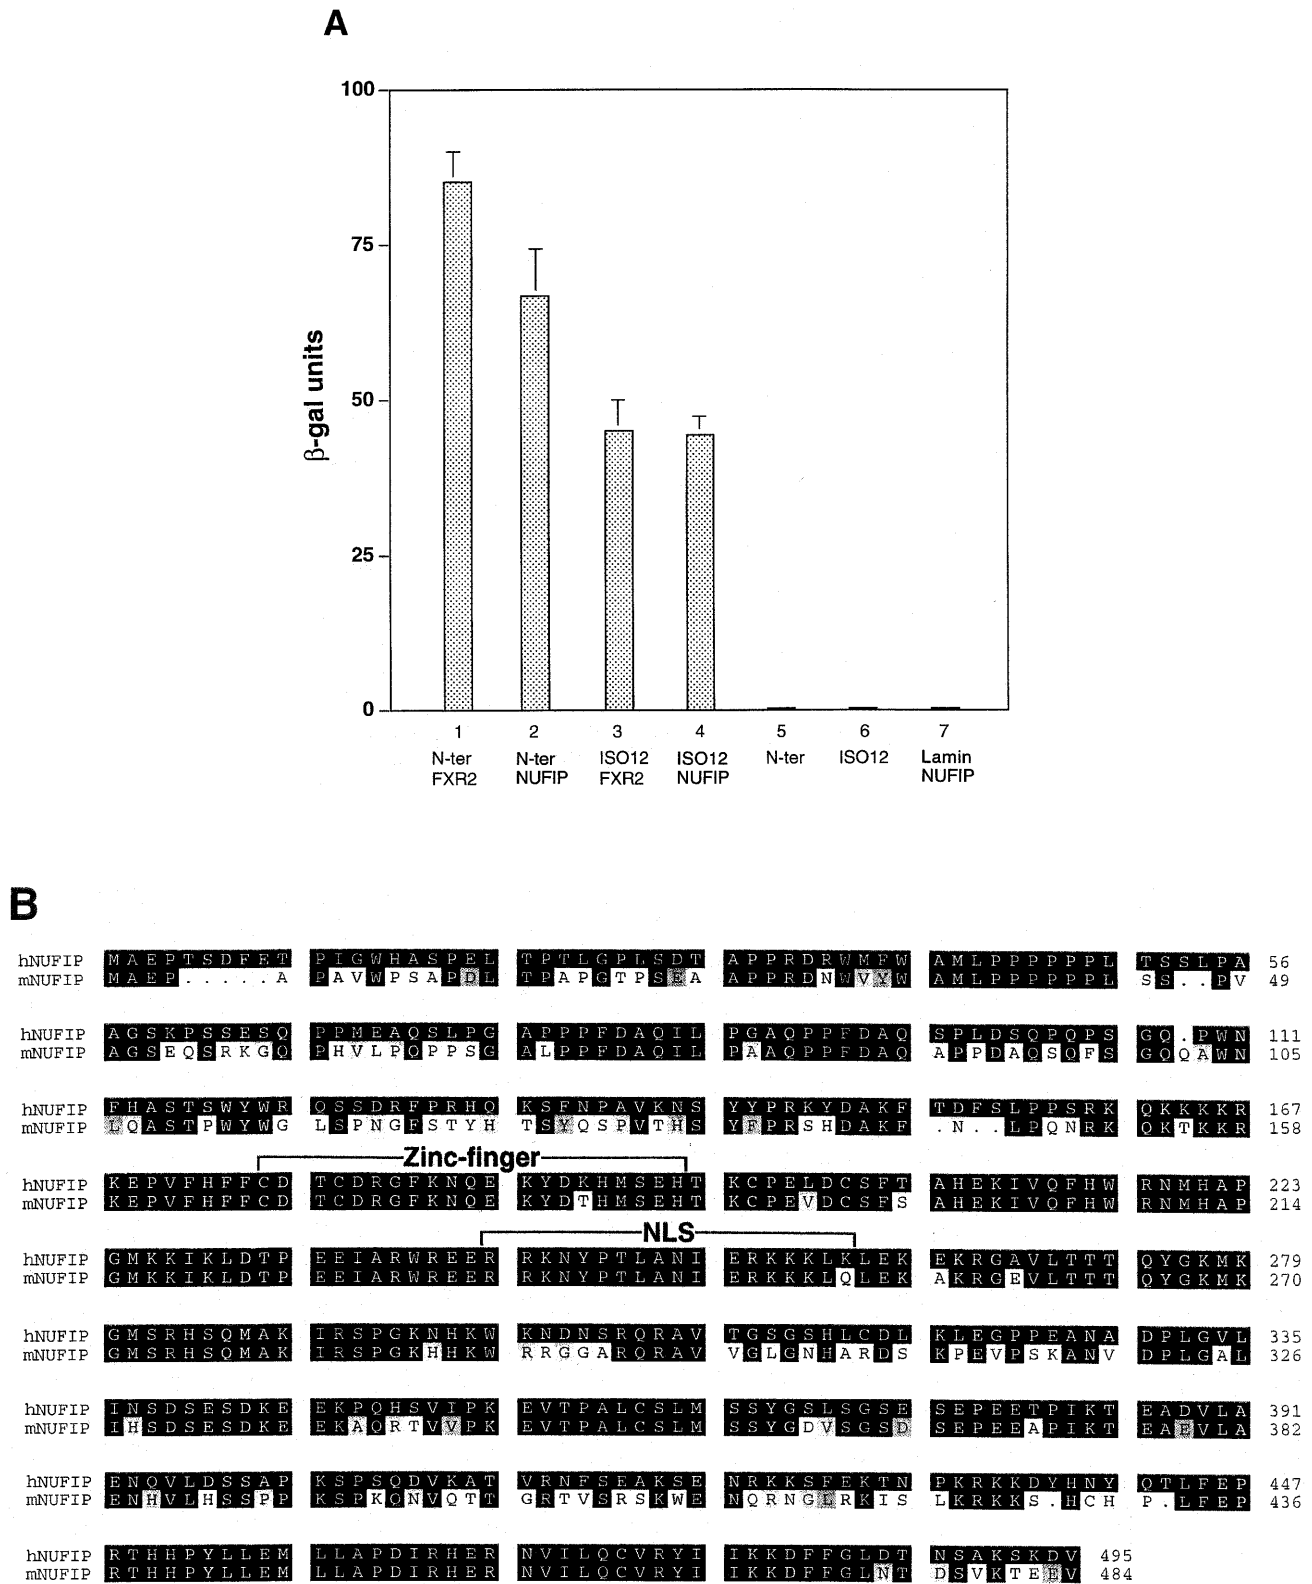 A
100
75
50
25
0
β-gal units
1 2 3 4 5 6 7
N-ter N-ter ISO12 ISO12 N-ter ISO12 Lamin
FXR2 NUFIP FXR2 NUFIP NUFIP
B
hNUFIP MAEPTSDFET PIGWHASPEL TPTLGPLSDT APPRDRWMFW AMLPPPPPPL TSSLPA 56
mNUFIP MAEP.....A PAVWPSAPDL TPAPGTPSEA APPRDNWVYW AMLPPPPPPL SS..PV 49
hNUFIP AGSKPSSESQ PPMEAQSLPG APPPFDAQIL PGAQPPFDAQ SPLDSQPQPS GQ.PWN 111
mNUFIP AGSEQSRKGQ PHVLPQPPSG ALPPFDAQIL PAAQPPFDAQ APPDAQSQFS GQQAWN 105
hNUFIP FHASTSWYWR QSSDRFPRHQ KSFNPAVKNS YYPRKYDAKF TDFSLPPSRK QKKKKR 167
mNUFIP LQASTPWYWG LSPNGFSTYH TSYQSPVTHS YFPRSHDAKF .N..LPQNRK QKTKKR 158
Zinc-finger
hNUFIP KEPVFHFFCD TCDRGFKNQE KYDKHMSEHT KCPELDCSFT AHEKIVQFHW RNMHAP 223
mNUFIP KEPVFHFFCD TCDRGFKNQE KYDTHMSEHT KCPEVDCSFS AHEKIVQFHW RNMHAP 214
NLS
hNUFIP GMKKIKLDTP EEIARWREER RKNYPTLANI ERKKKLKLEK EKRGAVLTTT QYGKMK 279
mNUFIP GMKKIKLDTP EEIARWREER RKNYPTLANI ERKKKLQLEK AKRGEVLTTT QYGKMK 270
hNUFIP GMSRHSQMAK IRSPGKNHKW KNDNSRQRAV TGSGSHLCDL KLEGPPEANA DPLGVL 335
mNUFIP GMSRHSQMAK IRSPGKHHKW RRGGARQRAV VGLGNHARDS KPEVPSKANV DPLGAL 326
hNUFIP INSDSESDKE EKPQHSVIPK EVTPALCSLM SSYGSLSGSE SEPEETPIKT EADVLA 391
mNUFIP IHSDSESDKE EKAQRTVVPK EVTPALCSLM SSYGDVSGSD SEPEEAPIKT EAEVLA 382
hNUFIP ENQVLDSSAP KSPSQDVKAT VRNFSEAKSE NRKKSFEKTN PKRKKDYHNY QTLFEP 447
mNUFIP ENHVLHSSPP KSPKQNVQTT GRTVSRSKWE NQRNGLRKIS LKRKKS.HCH P.LFEP 436
hNUFIP RTHHPYLLEM LLAPDIRHER NVILQCVRYI IKKDFFGLDT NSAKSKDV 495
mNUFIP RTHHPYLLEM LLAPDIRHER NVILQCVRYI IKKDFFGLNT DSVKTEEV 484